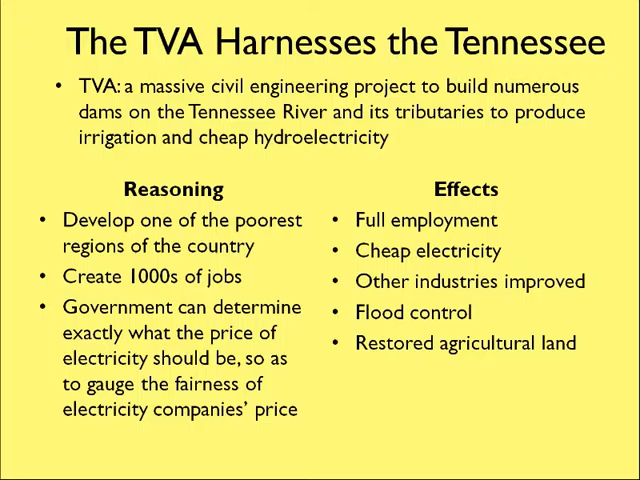 The TVA Harnesses the Tennessee
• TVA: a massive civil engineering project to build numerous
dams on the Tennessee River and its tributaries to produce
irrigation and cheap hydroelectricity
Reasoning
• Develop one of the poorest
regions of the country
• Create 1000s of jobs
• Government can determine
exactly what the price of
electricity should be, so as
to gauge the fairness of
electricity companies’ price
Effects
• Full employment
• Cheap electricity
• Other industries improved
• Flood control
• Restored agricultural land